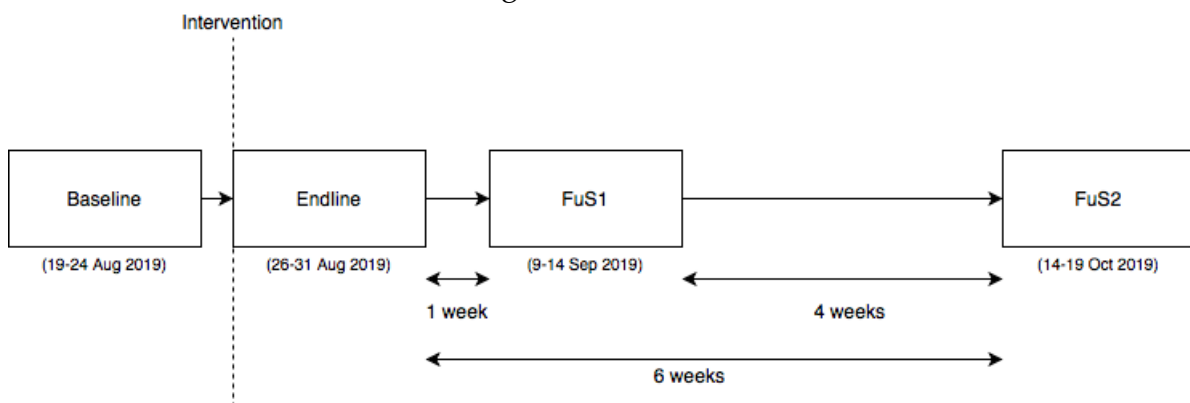 Intervention
Baseline
Endline
FuS1
FuS2
(19-24 Aug 2019)
(26-31 Aug 2019)
(9-14 Sep 2019)
(14-19 Oct 2019)
1 week
4 weeks
6 weeks